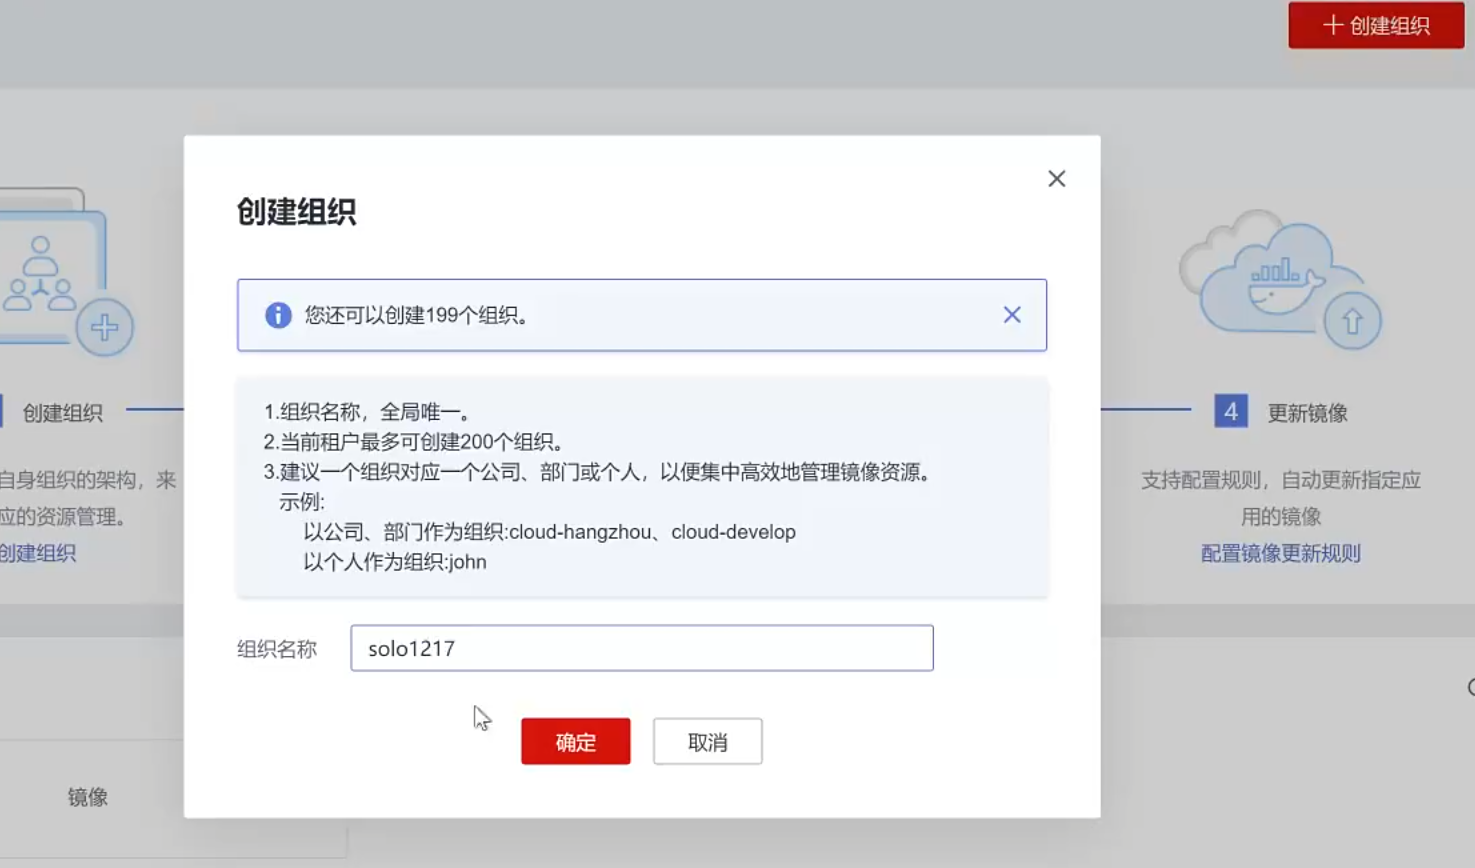 创建组织
创建组织
您还可以创建199个组织。
1.组织名称，全局唯一。
2.当前租户最多可创建200个组织。
3.建议一个组织对应一个公司、部门或个人，以便集中高效地管理镜像资源。
示例:
以公司、部门作为组织:cloud-hangzhou、cloud-develop
以个人作为组织:john
组织名称
solo1217
确定
取消
创建组织
自身组织的架构，来
应的资源管理。
创建组织
4
更新镜像
支持配置规则，自动更新指定应
用的镜像
配置镜像更新规则
镜像